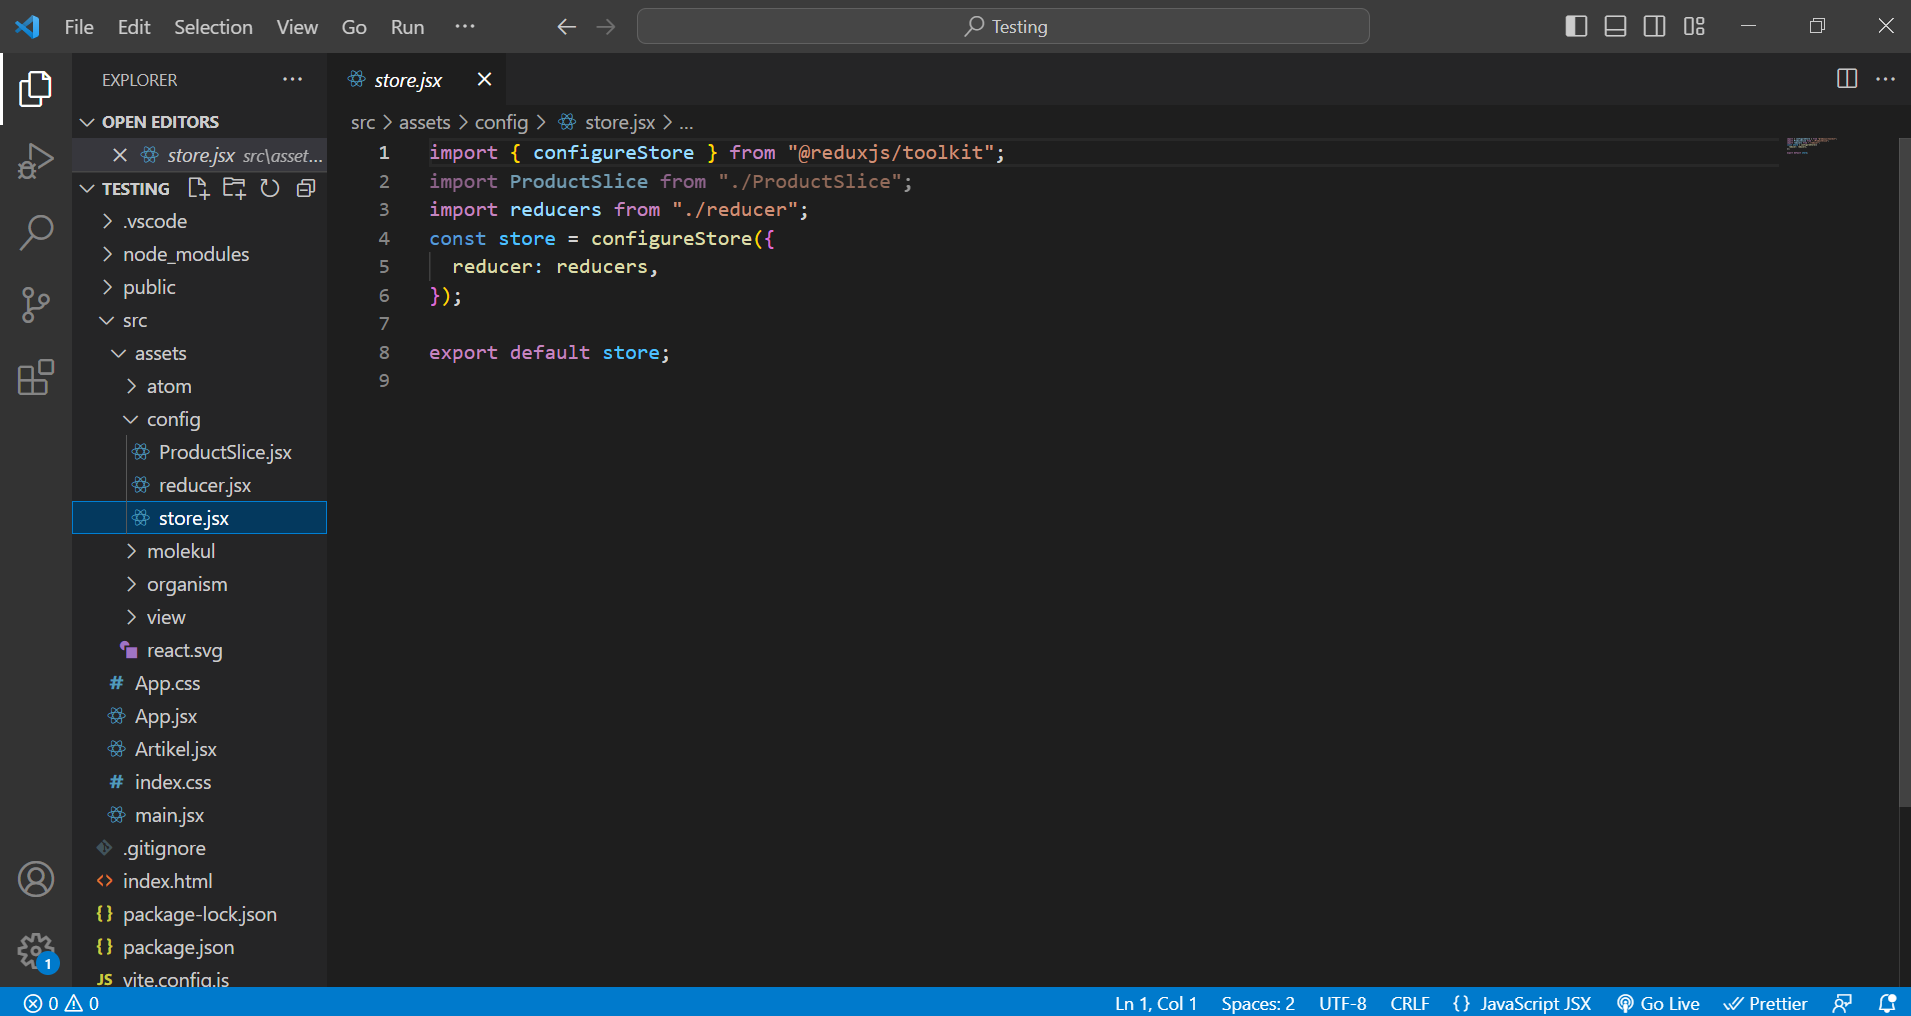 File Edit Selection View Go Run ···
Testing
EXPLORER ···
OPEN EDITORS
store.jsx src\asset...
TESTING
.vscode
node_modules
public
src
assets
atom
config
ProductSlice.jsx
reducer.jsx
store.jsx
molekul
organism
view
react.svg
# App.css
App.jsx
Artikel.jsx
# index.css
main.jsx
.gitignore
<> index.html
{} package-lock.json
{} package.json
JS vite.config.js
1
store.jsx
src > assets > config > store.jsx > ...
1 import { configureStore } from "@reduxjs/toolkit";
2 import ProductSlice from "./ProductSlice";
3 import reducers from "./reducer";
4 const store = configureStore({
5   reducer: reducers,
6 });
7
8 export default store;
9
0 0
Ln 1, Col 1 Spaces: 2 UTF-8 CRLF {} JavaScript JSX Go Live Prettier